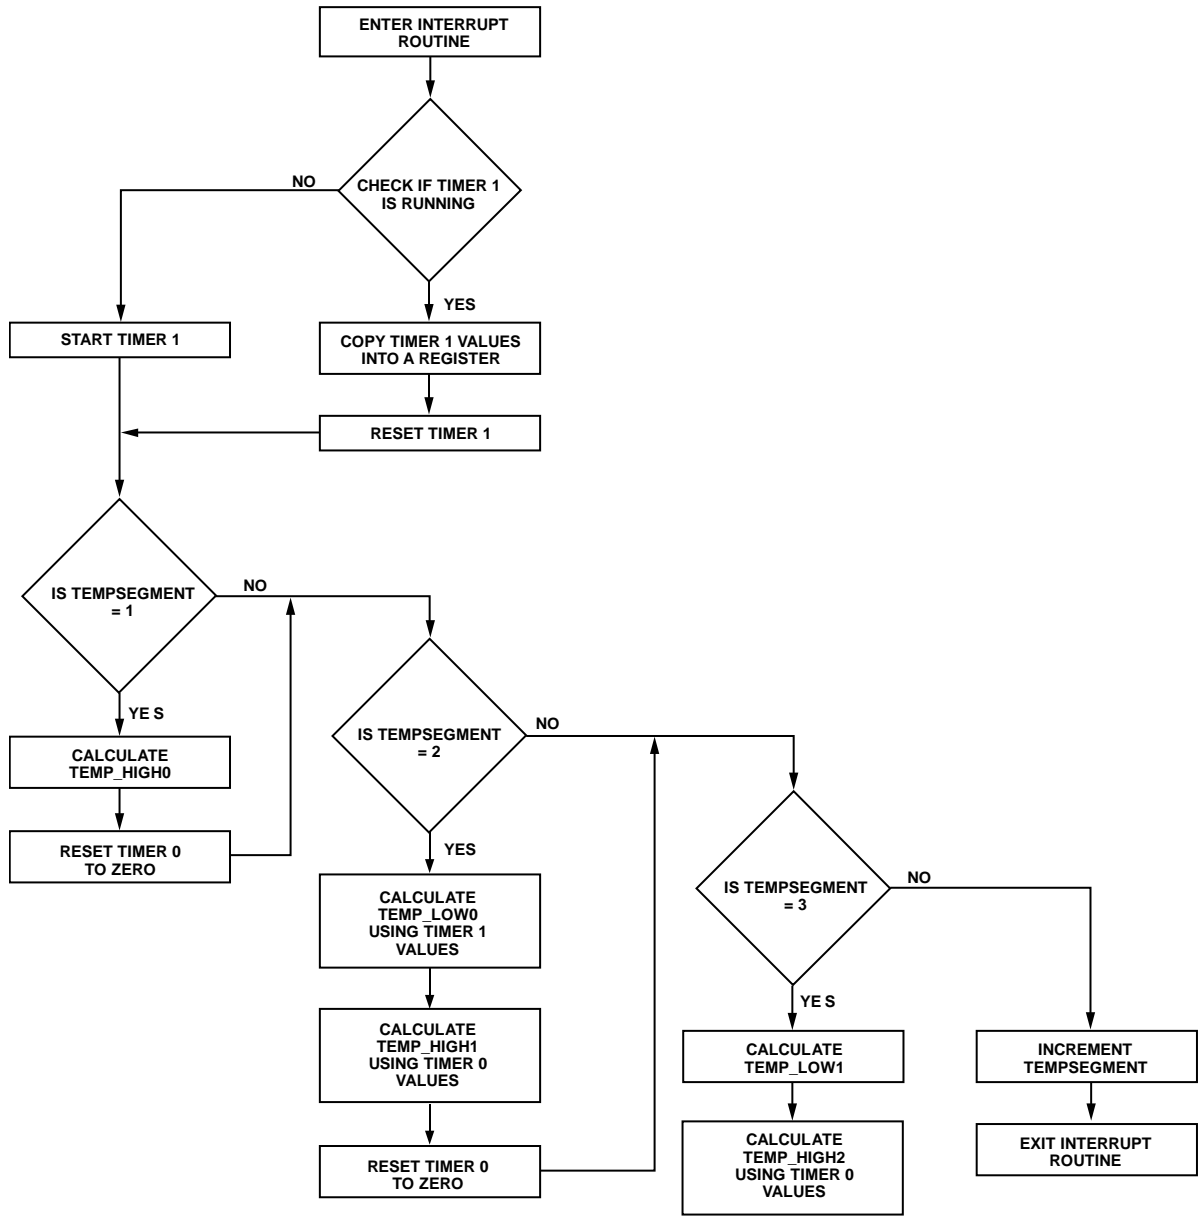 ENTER INTERRUPT
ROUTINE
CHECK IF TIMER 1
IS RUNNING
NO
YES
START TIMER 1
COPY TIMER 1 VALUES
INTO A REGISTER
RESET TIMER 1
IS TEMPSEGMENT
= 1
NO
YE S
CALCULATE
TEMP_HIGH0
RESET TIMER 0
TO ZERO
IS TEMPSEGMENT
= 2
NO
YES
CALCULATE
TEMP_LOW0
USING TIMER 1
VALUES
CALCULATE
TEMP_HIGH1
USING TIMER 0
VALUES
RESET TIMER 0
TO ZERO
IS TEMPSEGMENT
= 3
NO
YE S
CALCULATE
TEMP_LOW1
CALCULATE
TEMP_HIGH2
USING TIMER 0
VALUES
INCREMENT
TEMPSEGMENT
EXIT INTERRUPT
ROUTINE